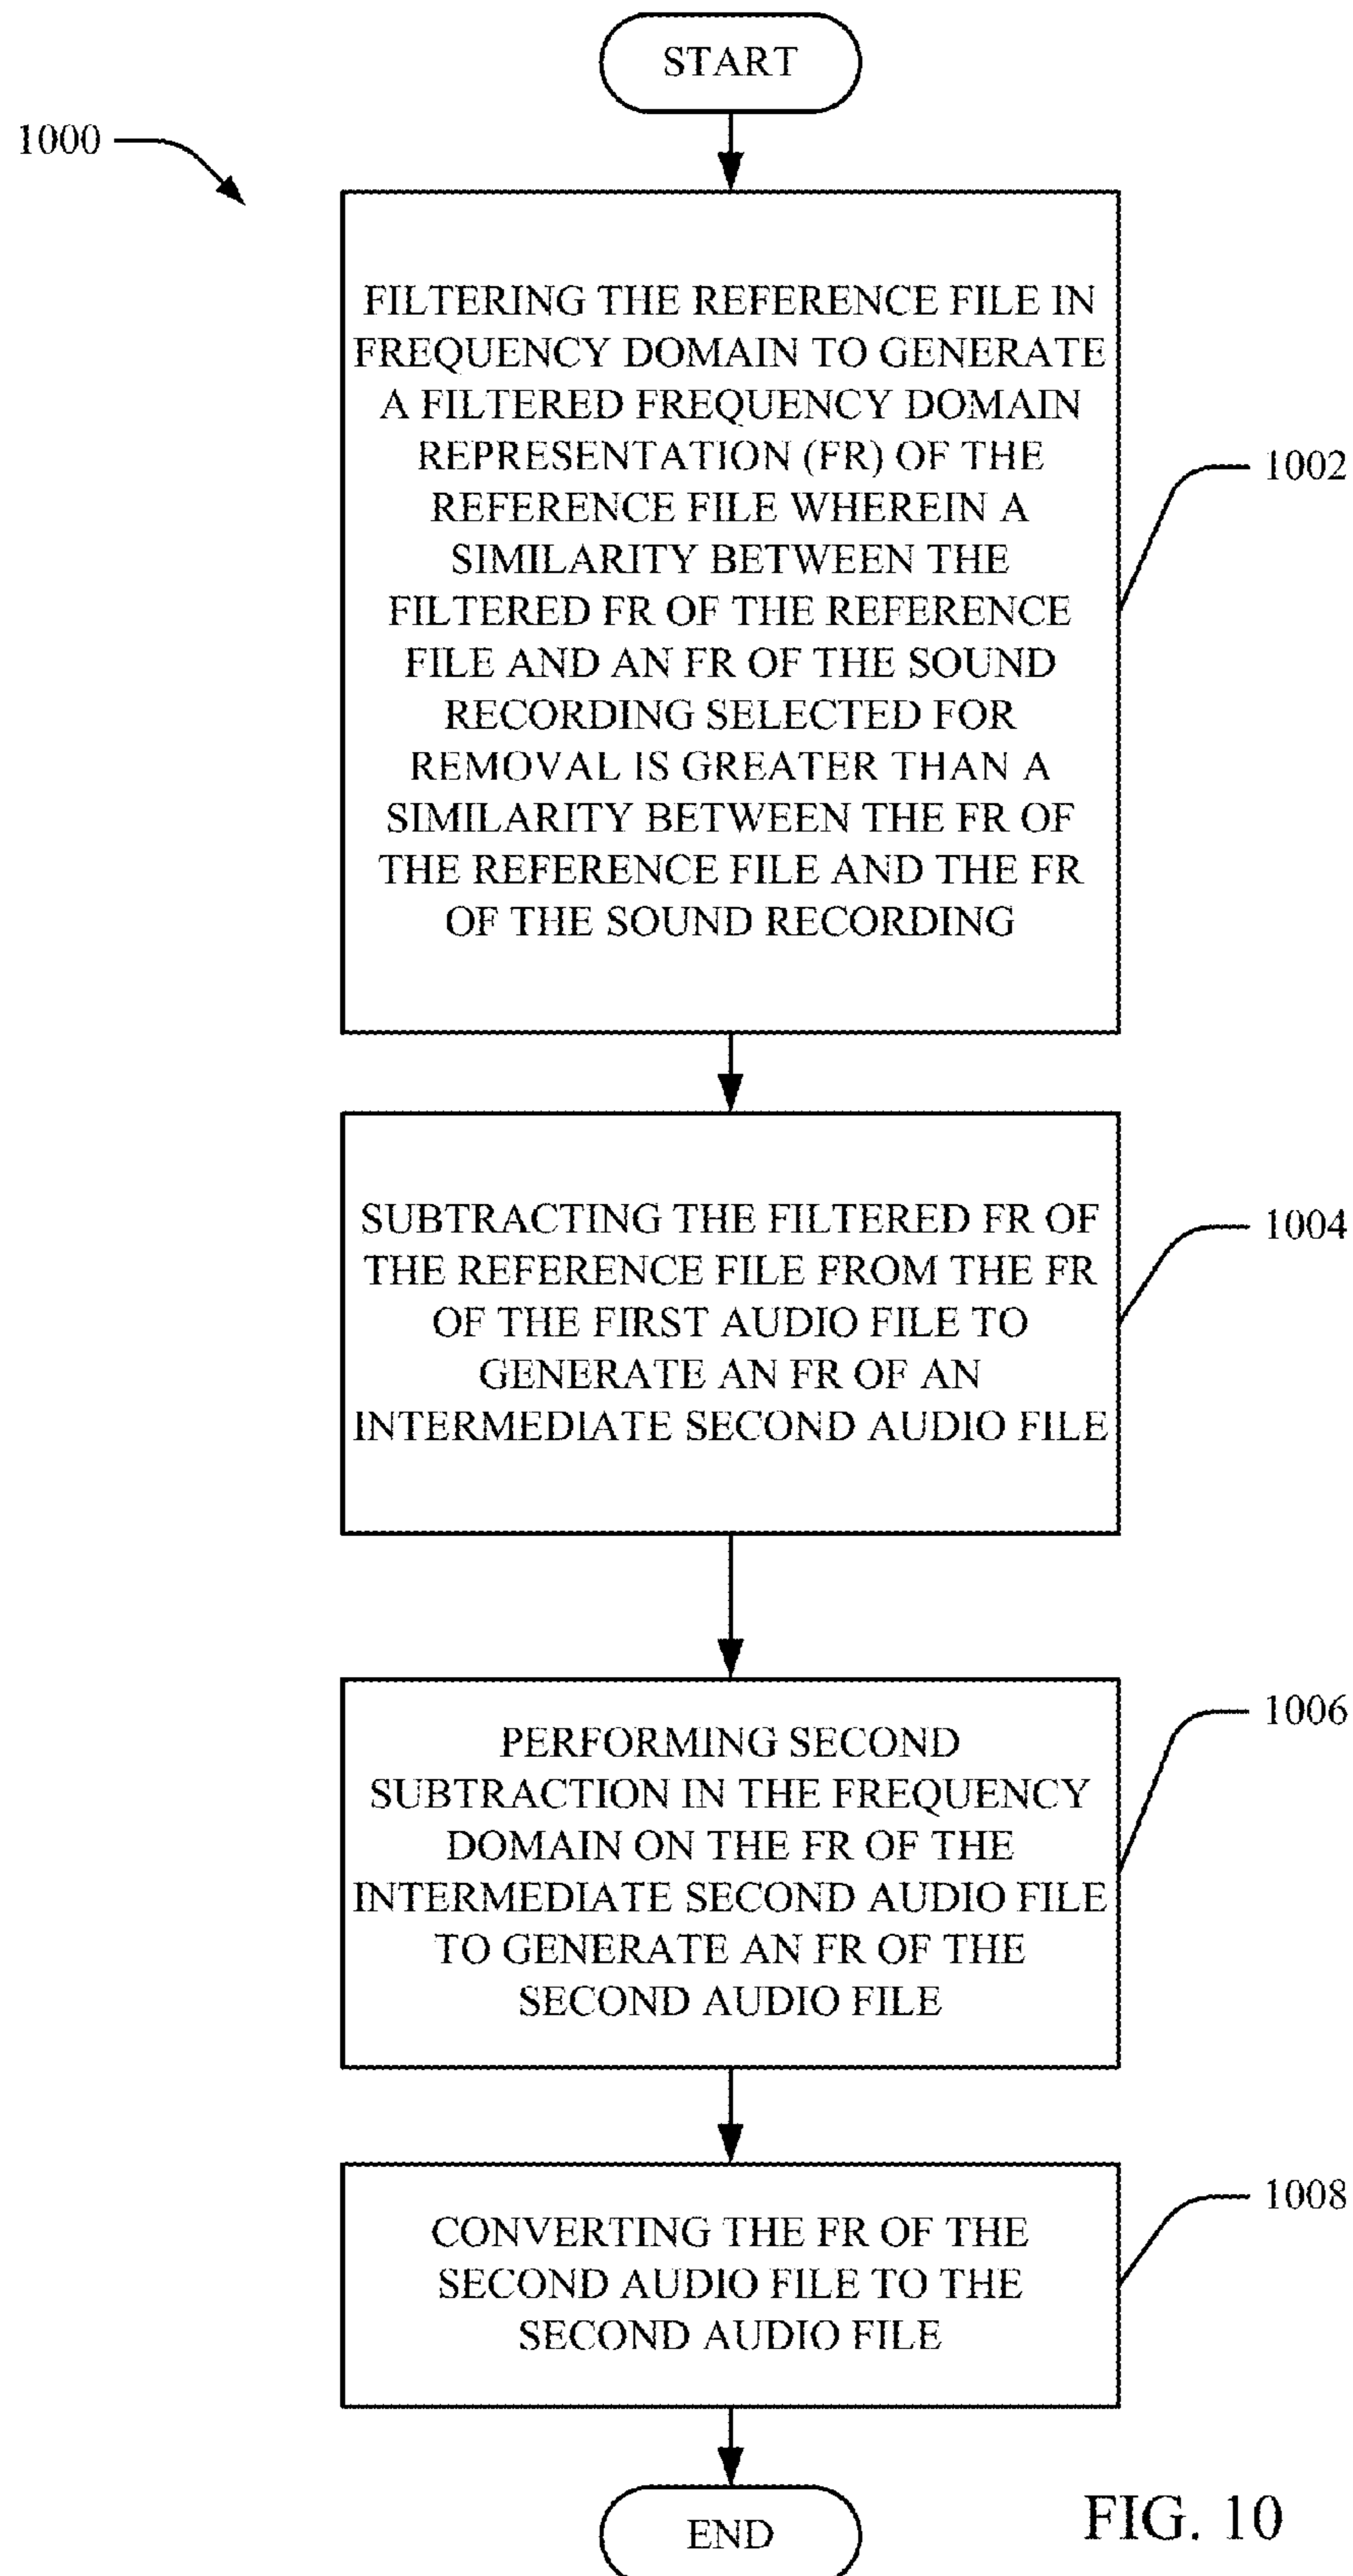 START
1000
FILTERING THE REFERENCE FILE IN
FREQUENCY DOMAIN TO GENERATE
A FILTERED FREQUENCY DOMAIN
REPRESENTATION (FR) OF THE
REFERENCE FILE WHEREIN A
SIMILARITY BETWEEN THE
FILTERED FR OF THE REFERENCE
FILE AND AN FR OF THE SOUND
RECORDING SELECTED FOR
REMOVAL IS GREATER THAN A
SIMILARITY BETWEEN THE FR OF
THE REFERENCE FILE AND THE FR
OF THE SOUND RECORDING
1002
SUBTRACTING THE FILTERED FR OF
THE REFERENCE FILE FROM THE FR
OF THE FIRST AUDIO FILE TO
GENERATE AN FR OF AN
INTERMEDIATE SECOND AUDIO FILE
1004
PERFORMING SECOND
SUBTRACTION IN THE FREQUENCY
DOMAIN ON THE FR OF THE
INTERMEDIATE SECOND AUDIO FILE
TO GENERATE AN FR OF THE
SECOND AUDIO FILE
1006
CONVERTING THE FR OF THE
SECOND AUDIO FILE TO THE
SECOND AUDIO FILE
1008
END
FIG. 10